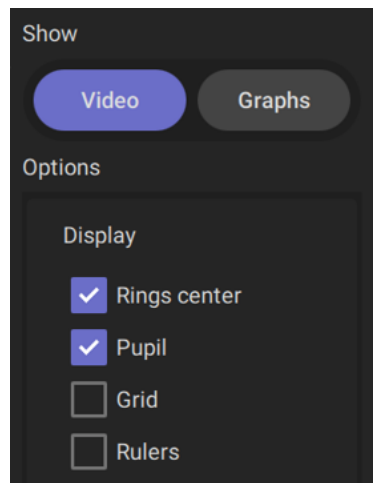 Show
Video Graphs
Options
Display
Rings center
Pupil
Grid
Rulers